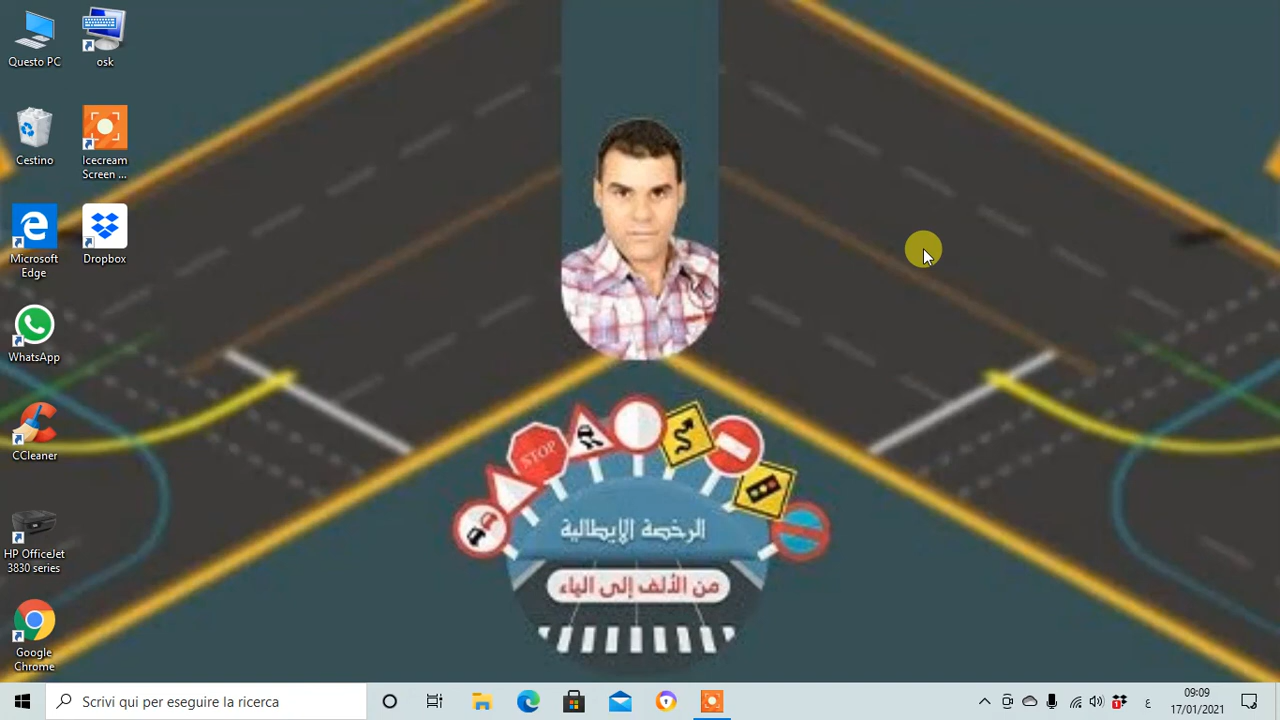 Questo PC
osk
Cestino
Icecream
Screen ...
Microsoft
Edge
Dropbox
WhatsApp
CCleaner
HP OfficeJet
3830 series
Google
Chrome
STOP
الرخصة الإيطالية
من الألف إلى الياء
Scrivi qui per eseguire la ricerca
ع
09:09
17/01/2021